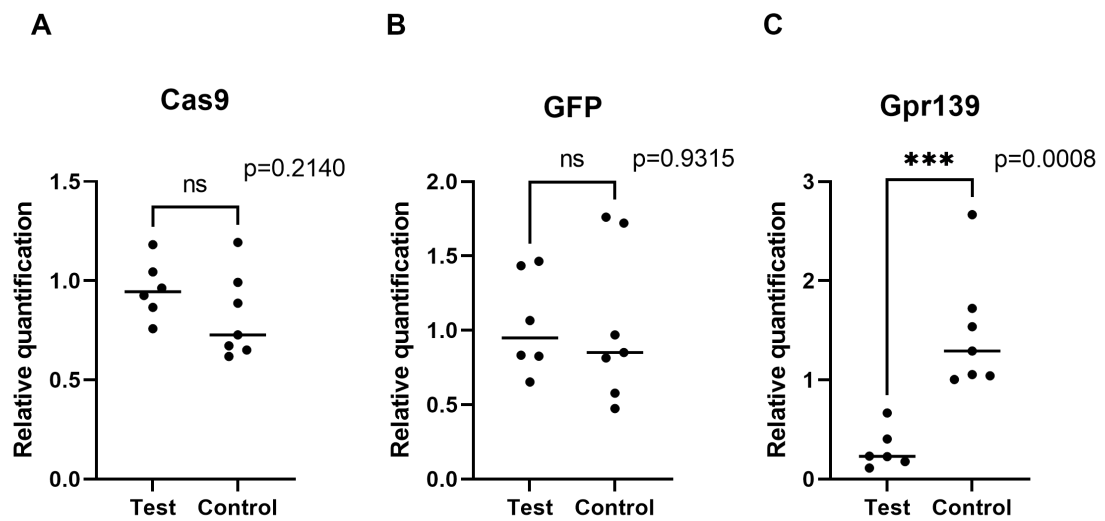 A
B
C
Cas9
GFP
Gpr139
ns
p=0.2140
ns
p=0.9315
*** p=0.0008
Relative quantification
1.5
1.0
0.5
0.0
Test Control
Relative quantification
2.0
1.5
1.0
0.5
0.0
Test Control
Relative quantification
3
2
1
0
Test Control